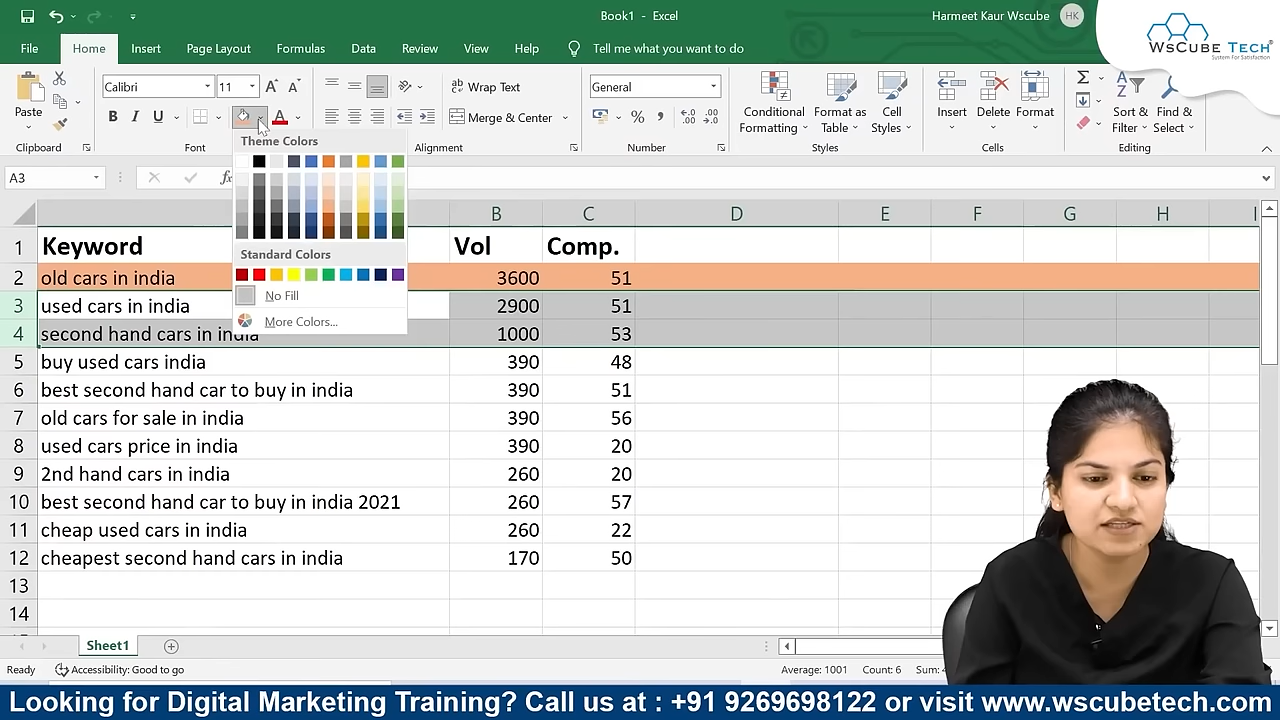 Book1 - Excel
Harmeet Kaur Wscube HK
WsCube Tech®
System For Satisfaction
File Home Insert Page Layout Formulas Data Review View Help Tell me what you want to do
Calibri 11 Wrap Text General
Paste B I U Merge & Center % Conditional Formatting Format as Table Cell Styles Insert Delete Format Sort & Filter Find & Select
Clipboard Font Alignment Number Styles Cells Editing
Theme Colors
Standard Colors
No Fill
More Colors...
A3 fx
B C D E F G H I
1 Keyword Vol Comp.
2 old cars in india 3600 51
3 used cars in india 2900 51
4 second hand cars in india 1000 53
5 buy used cars india 390 48
6 best second hand car to buy in india 390 51
7 old cars for sale in india 390 56
8 used cars price in india 390 20
9 2nd hand cars in india 260 20
10 best second hand car to buy in india 2021 260 57
11 cheap used cars in india 260 22
12 cheapest second hand cars in india 170 50
13
14
Sheet1
Ready Accessibility: Good to go Average: 1001 Count: 6 Sum:
Looking for Digital Marketing Training? Call us at : +91 9269698122 or visit www.wscubetech.com